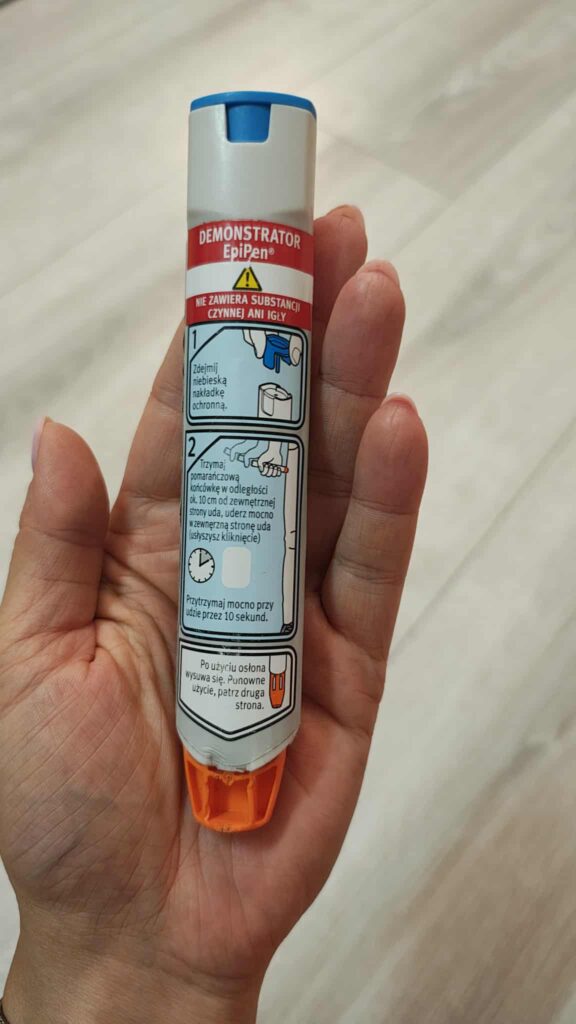 DEMONSTRATOR
EpiPen®
NIE ZAWIERA SUBSTANCJI
CZYNNEJ ANI IGŁY
1
Zdejmij
niebieską
nakładkę
ochronną.
2
Trzymaj
pomarańczową
końcówkę w odległości
ok. 10 cm od zewnętrznej
strony uda, uderz mocno
w zewnęrzną stronę uda
(usłyszysz kliknięcie)
Przytrzymaj mocno przy
udzie przez 10 sekund.
Po użyciu osłona
wysuwa się. Ponowne
użycie, patrz druga
strona.